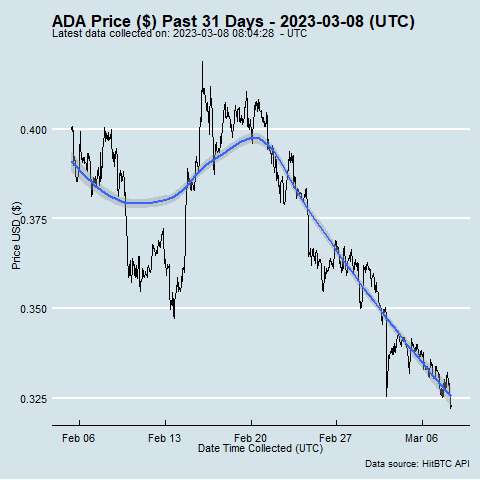 ADA Price ($) Past 31 Days - 2023-03-08 (UTC)
Latest data collected on: 2023-03-08 08:04:28 - UTC
0.400
0.375
0.350
0.325
Price USD ($)
Feb 06 Feb 13 Feb 20 Feb 27 Mar 06
Date Time Collected (UTC)
Data source: HitBTC API